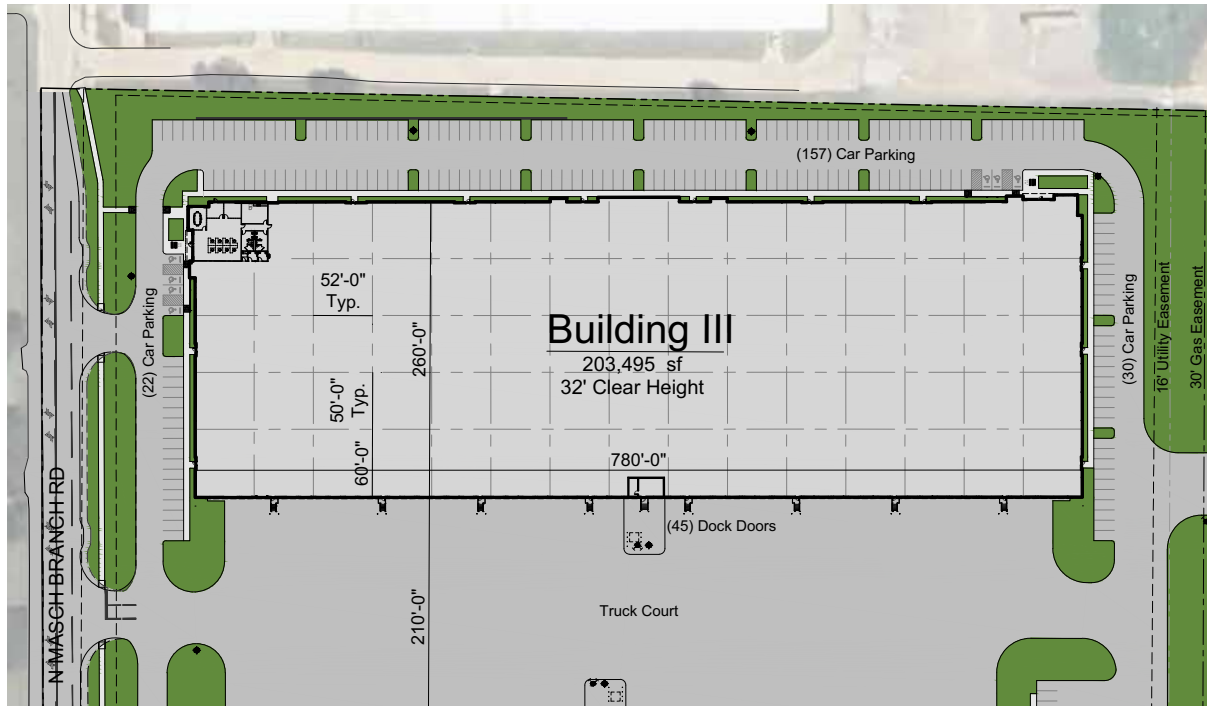 (157) Car Parking
52'-0"
Typ.
260'-0"
Building III
203,495 sf
32' Clear Height
(22) Car Parking
(30) Car Parking
16' Utility Easement
30' Gas Easement
50'-0"
Typ.
60'-0"
780'-0"
(45) Dock Doors
N MASCH BRANCH RD
210'-0"
Truck Court